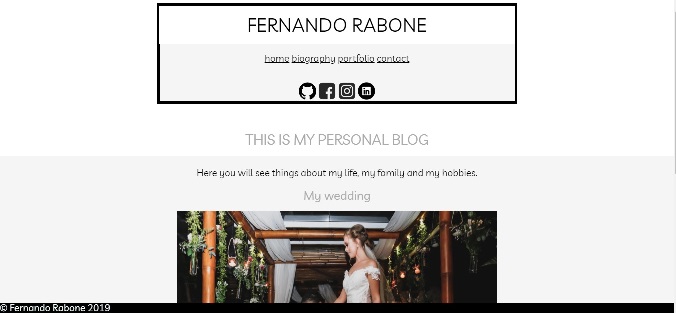 FERNANDO RABONE
home biography portfolio contact
THIS IS MY PERSONAL BLOG
Here you will see things about my life, my family and my hobbies.
My wedding
© Fernando Rabone 2019